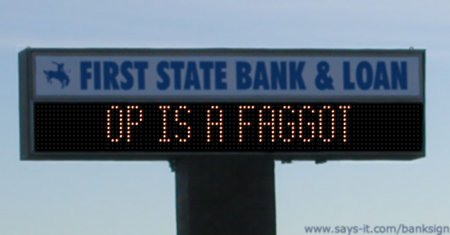 FIRST STATE BANK & LOAN
OP IS A FAGGOT
www.says-it.com/banksign